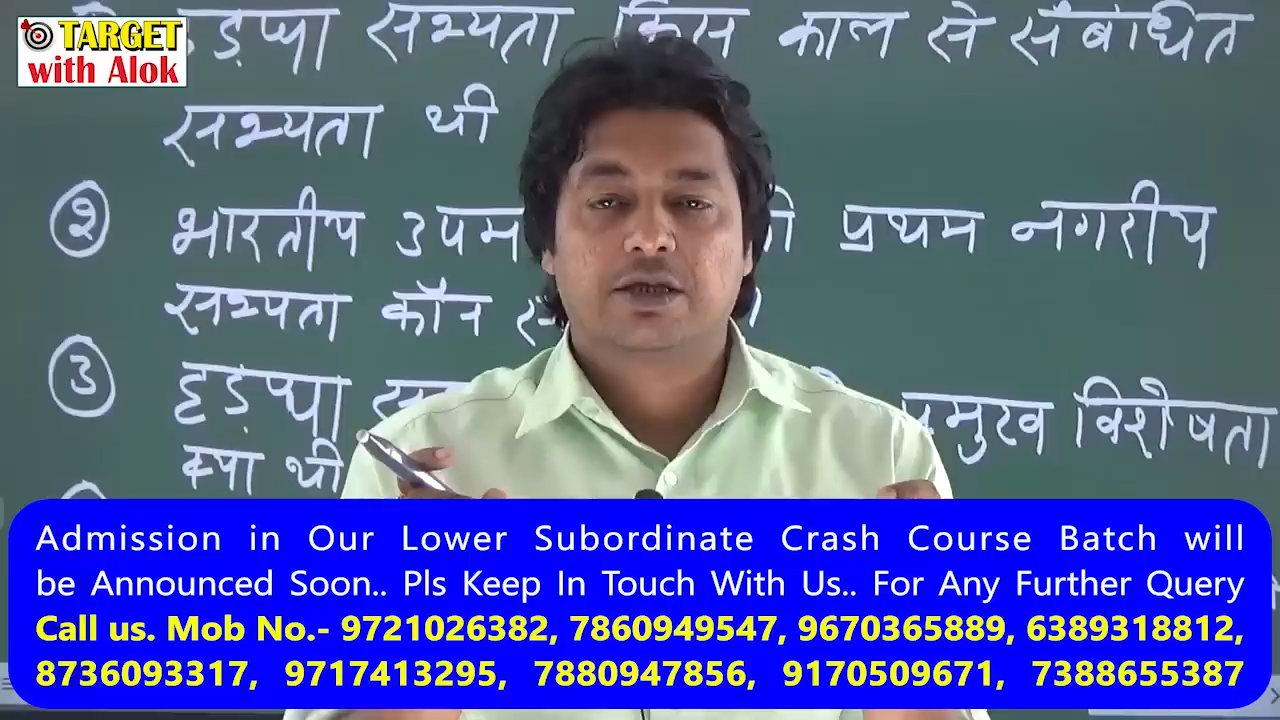 TARGET
with Alok
हड़प्पा सभ्यता किस काल से संबंधित
सभ्यता थी
२ भारतीय उपम प्रथम नगरीय
सभ्यता कौन
3 हड़प्पा प्रमुख विशेषता
क्या थी
Admission in Our Lower Subordinate Crash Course Batch will
be Announced Soon.. Pls Keep In Touch With Us.. For Any Further Query
Call us. Mob No.- 9721026382, 7860949547, 9670365889, 6389318812,
8736093317, 9717413295, 7880947856, 9170509671, 7388655387